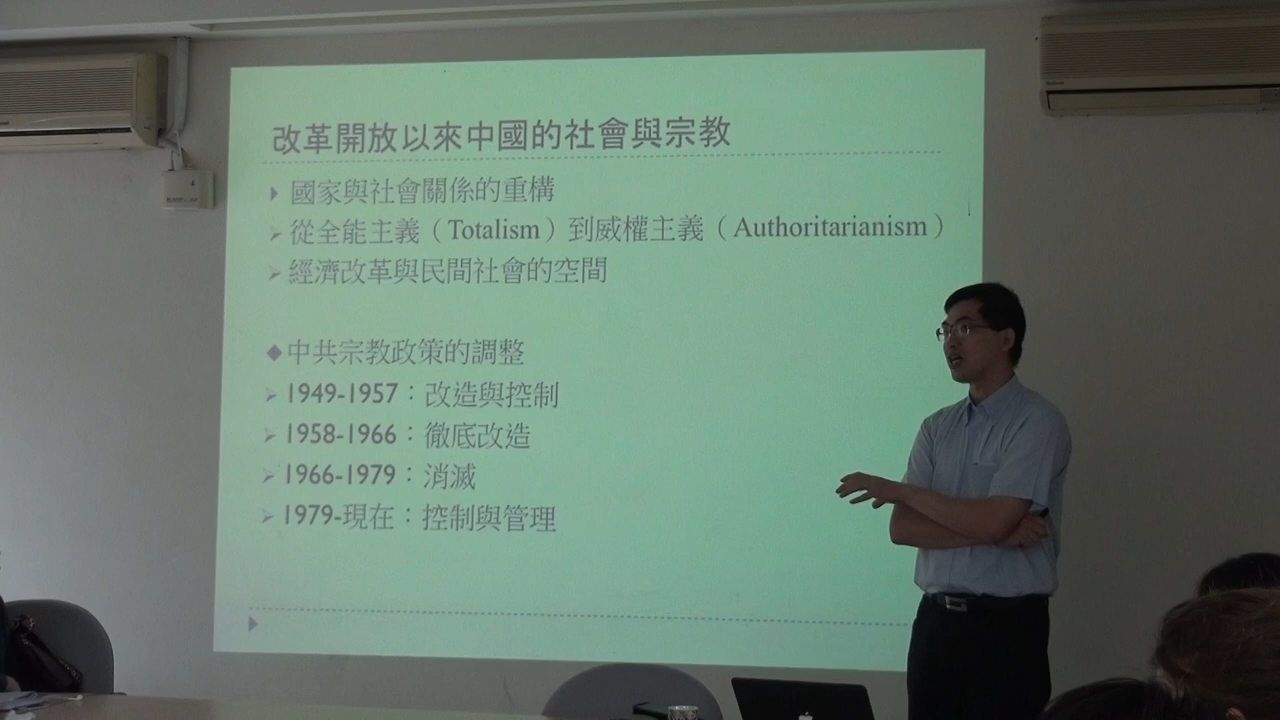 改革開放以來中國的社會與宗教
國家與社會關係的重構
從全能主義（Totalism）到威權主義（Authoritarianism）
經濟改革與民間社會的空間
中共宗教政策的調整
1949-1957：改造與控制
1958-1966：徹底改造
1966-1979：消滅
1979-現在：控制與管理